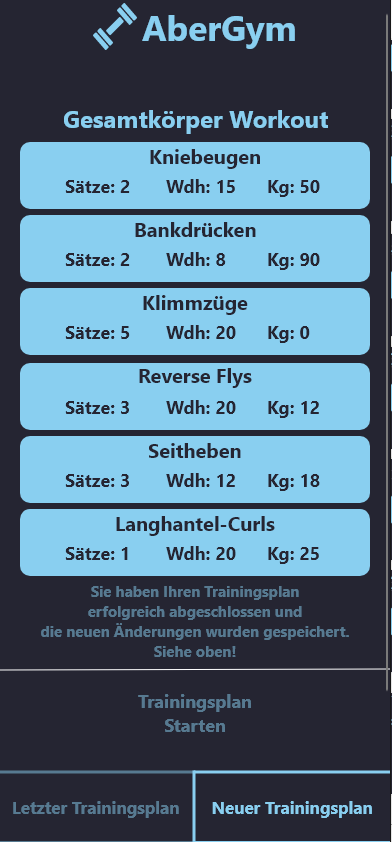 AberGym
Gesamtkörper Workout
Kniebeugen
Sätze: 2 Wdh: 15 Kg: 50
Bankdrücken
Sätze: 2 Wdh: 8 Kg: 90
Klimmzüge
Sätze: 5 Wdh: 20 Kg: 0
Reverse Flys
Sätze: 3 Wdh: 20 Kg: 12
Seitheben
Sätze: 3 Wdh: 12 Kg: 18
Langhantel-Curls
Sätze: 1 Wdh: 20 Kg: 25
Sie haben Ihren Trainingsplan
erfolgreich abgeschlossen und
die neuen Änderungen wurden gespeichert.
Siehe oben!
Trainingsplan
Starten
Letzter Trainingsplan Neuer Trainingsplan